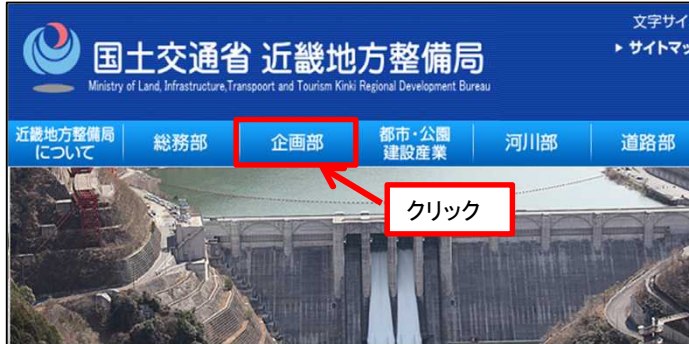 文字サイ
国土交通省 近畿地方整備局
サイトマッ
Ministry of Land, Infrastructure,Transpoort and Tourism Kinki Regional Development Bureau
近畿地方整備局
について
総務部
企画部
都市・公園
建設産業
河川部
道路部
クリック